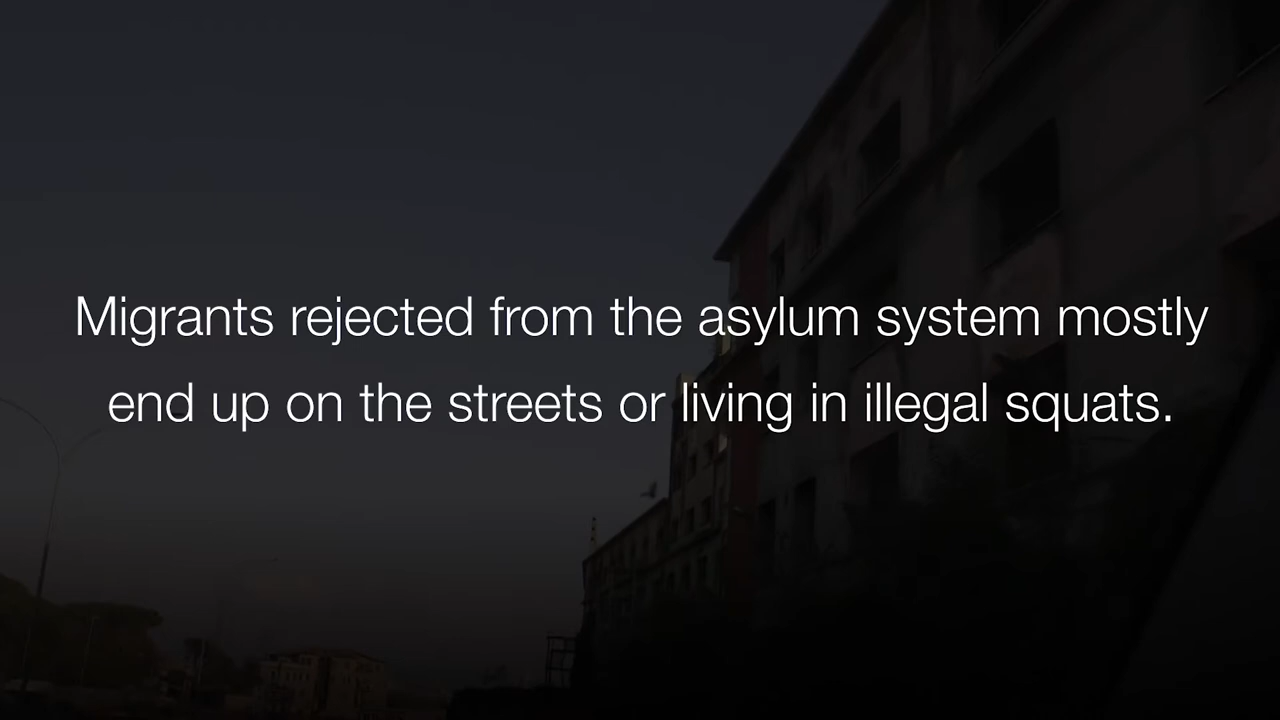 Migrants rejected from the asylum system mostly
end up on the streets or living in illegal squats.